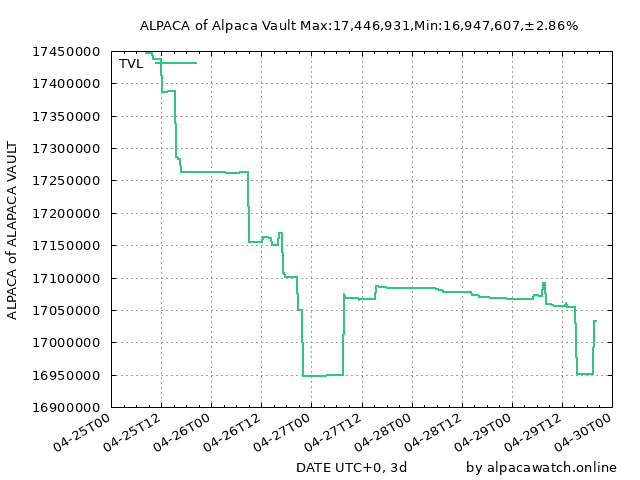 ALPACA of Alpaca Vault Max:17,446,931,Min:16,947,607,±2.86%
TVL
ALPACA of ALAPACA VAULT
17450000
17400000
17350000
17300000
17250000
17200000
17150000
17100000
17050000
17000000
16950000
16900000
04-25T00
04-25T12
04-26T00
04-26T12
04-27T00
04-27T12
04-28T00
04-28T12
04-29T00
04-29T12
04-30T00
DATE UTC+0, 3d
by alpacawatch.online